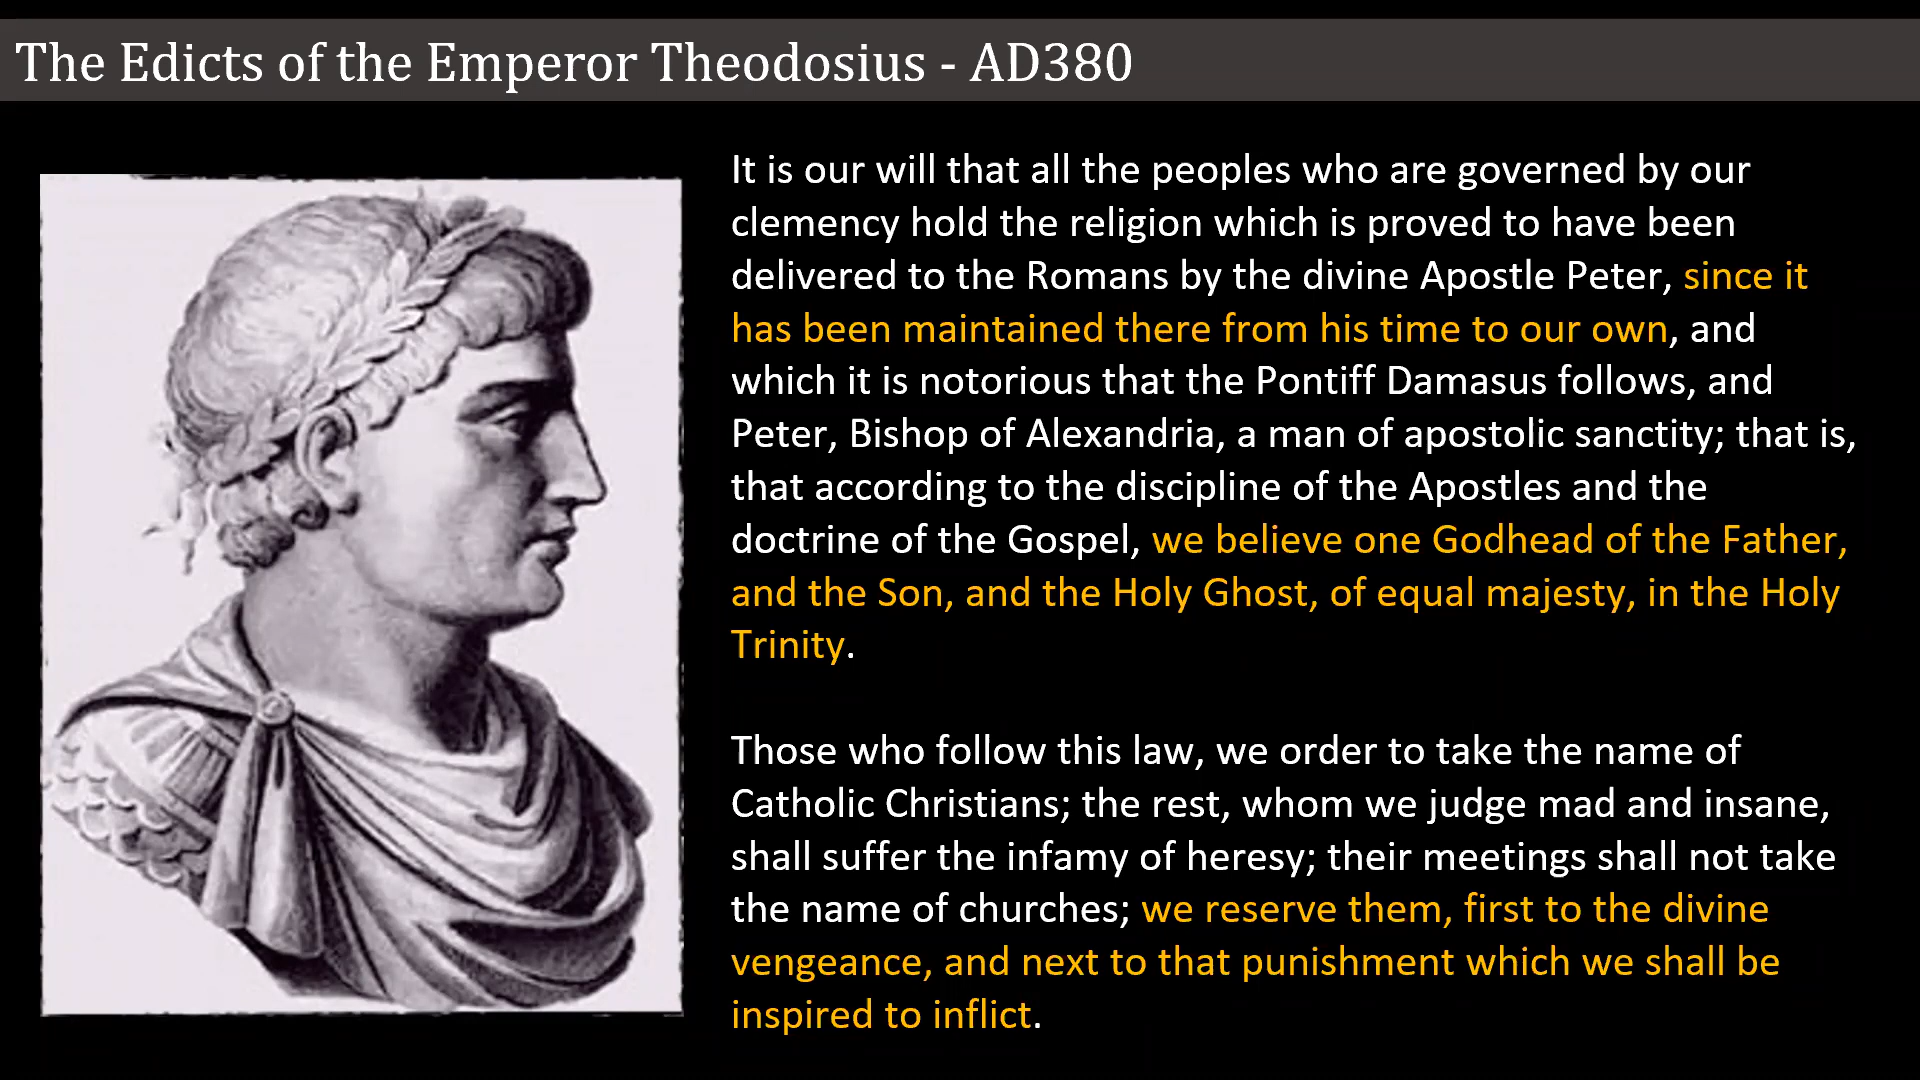 The Edicts of the Emperor Theodosius - AD380
It is our will that all the peoples who are governed by our
clemency hold the religion which is proved to have been
delivered to the Romans by the divine Apostle Peter, since it
has been maintained there from his time to our own, and
which it is notorious that the Pontiff Damasus follows, and
Peter, Bishop of Alexandria, a man of apostolic sanctity; that is,
that according to the discipline of the Apostles and the
doctrine of the Gospel, we believe one Godhead of the Father,
and the Son, and the Holy Ghost, of equal majesty, in the Holy
Trinity.
Those who follow this law, we order to take the name of
Catholic Christians; the rest, whom we judge mad and insane,
shall suffer the infamy of heresy; their meetings shall not take
the name of churches; we reserve them, first to the divine
vengeance, and next to that punishment which we shall be
inspired to inflict.